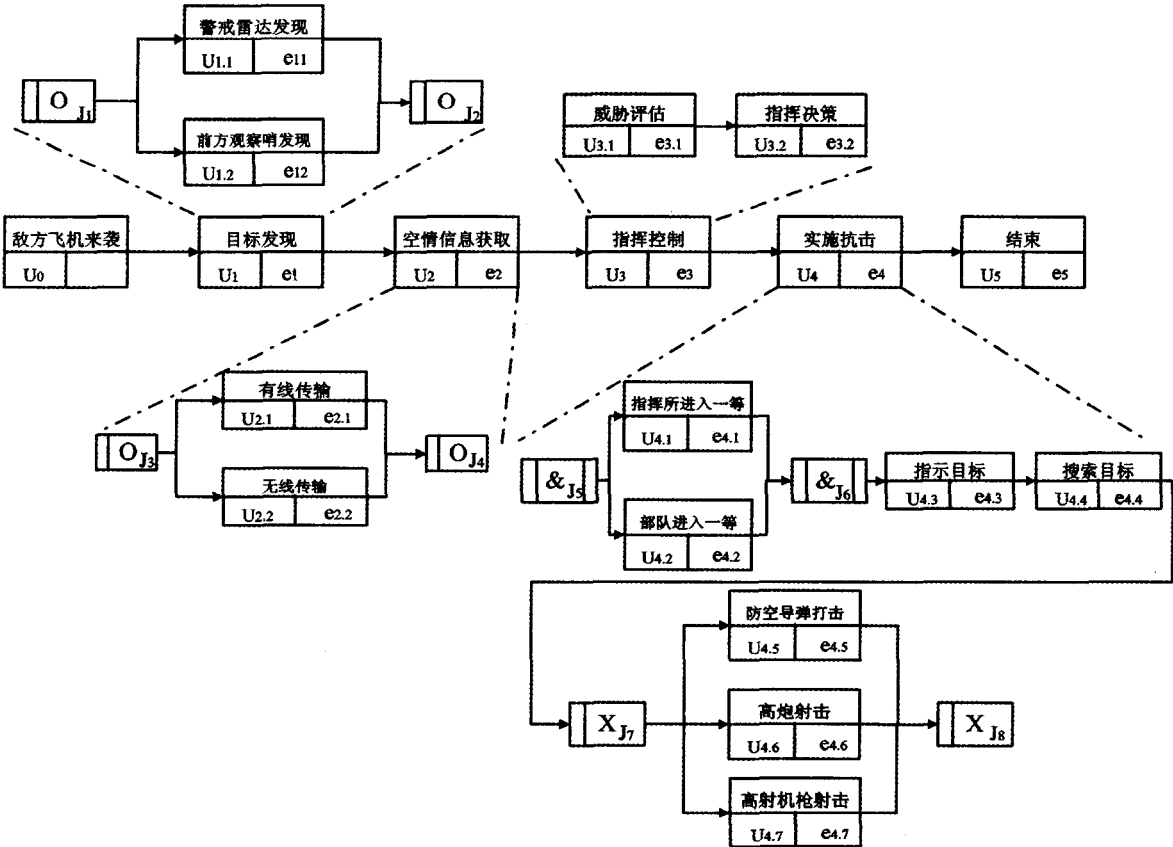 警戒雷达发现
U1.1 e11
O J1
O J2
前方观察哨发现
U1.2 e12
威胁评估
U3.1 e3.1
指挥决策
U3.2 e3.2
敌方飞机来袭
U0
目标发现
U1 e1
空情信息获取
U2 e2
指挥控制
U3 e3
实施抗击
U4 e4
结束
U5 e5
有线传输
U2.1 e2.1
O J3
O J4
无线传输
U2.2 e2.2
指挥所进入一等
U4.1 e4.1
& J5
& J6
部队进入一等
U4.2 e4.2
指示目标
U4.3 e4.3
搜索目标
U4.4 e4.4
防空导弹打击
U4.5 e4.5
X J7
高炮射击
U4.6 e4.6
X J8
高射机枪射击
U4.7 e4.7